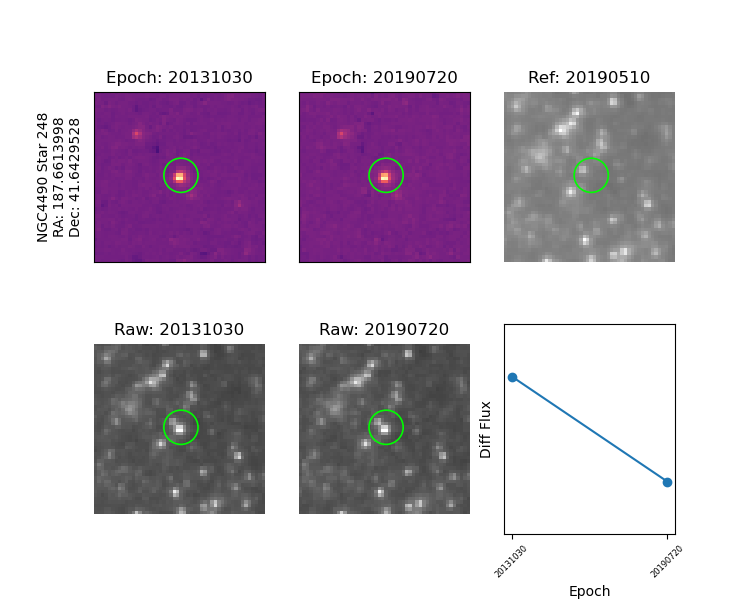 NGC4490 Star 248
RA: 187.6613998
Dec: 41.6429528
Epoch: 20131030
Epoch: 20190720
Ref: 20190510
Raw: 20131030
Raw: 20190720
Diff Flux
20131030
20190720
Epoch